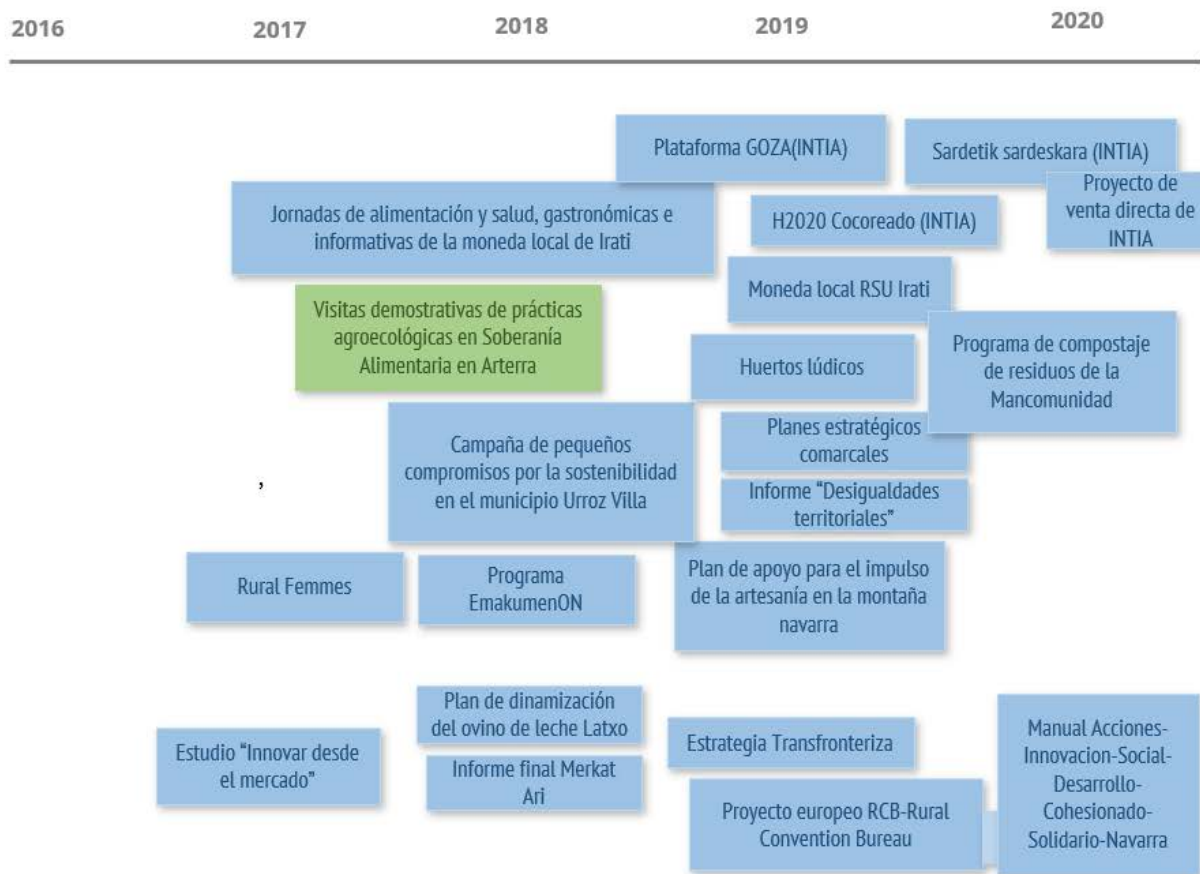 2016
2017
2018
2019
2020
Plataforma GOZA(INTIA)
Sardetik sardeskara (INTIA)
Proyecto de
venta directa de
INTIA
Jornadas de alimentación y salud, gastronómicas e
informativas de la moneda local de Irati
H2020 Cocoreado (INTIA)
Moneda local RSU Irati
Visitas demostrativas de prácticas
agroecológicas en Soberanía
Alimentaria en Arterra
Programa de compostaje
de residuos de la
Mancomunidad
Huertos lúdicos
Campaña de pequeños
compromisos por la sostenibilidad
en el municipio Urroz Villa
Planes estratégicos
comarcales
,
Informe “Desigualdades
territoriales”
Rural Femmes
Programa
EmakumenON
Plan de apoyo para el impulso
de la artesanía en la montaña
navarra
Plan de dinamización
del ovino de leche Latxo
Estudio “Innovar desde
el mercado”
Informe final Merkat
Ari
Estrategia Transfronteriza
Proyecto europeo RCB-Rural
Convention Bureau
Manual Acciones-
Innovacion-Social-
Desarrollo-
Cohesionado-
Solidario-Navarra